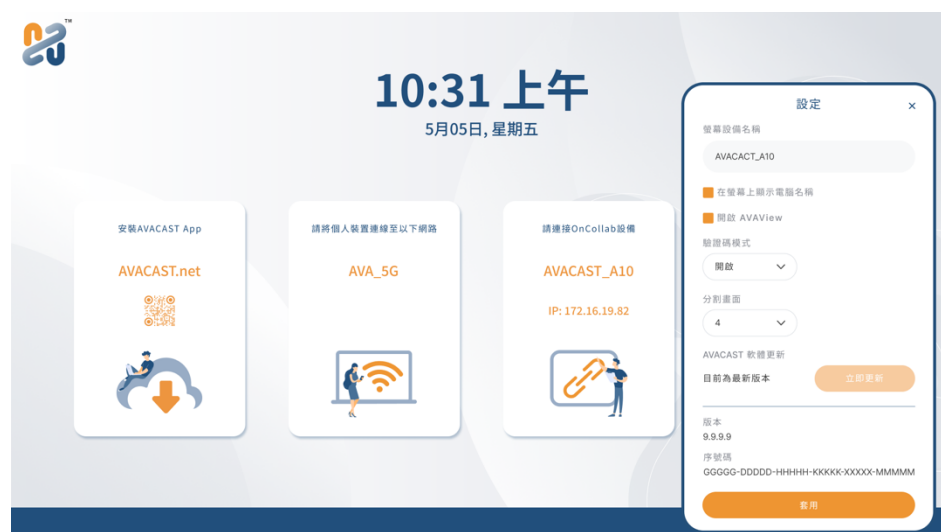 TM
10:31 上午
5月05日, 星期五
安裝AVACAST App
AVACAST.net
請將個人裝置連線至以下網路
AVA_5G
請連接OnCollab設備
AVACAST_A10
IP: 172.16.19.82
設定 ×
螢幕設備名稱
AVACACT_A10
在螢幕上顯示電腦名稱
開啟 AVAView
驗證碼模式
開啟
分割畫面
4
AVACAST 軟體更新
目前為最新版本 立即更新
版本
9.9.9.9
序號碼
GGGGG-DDDDD-HHHHH-KKKKK-XXXXX-MMMMM
套用